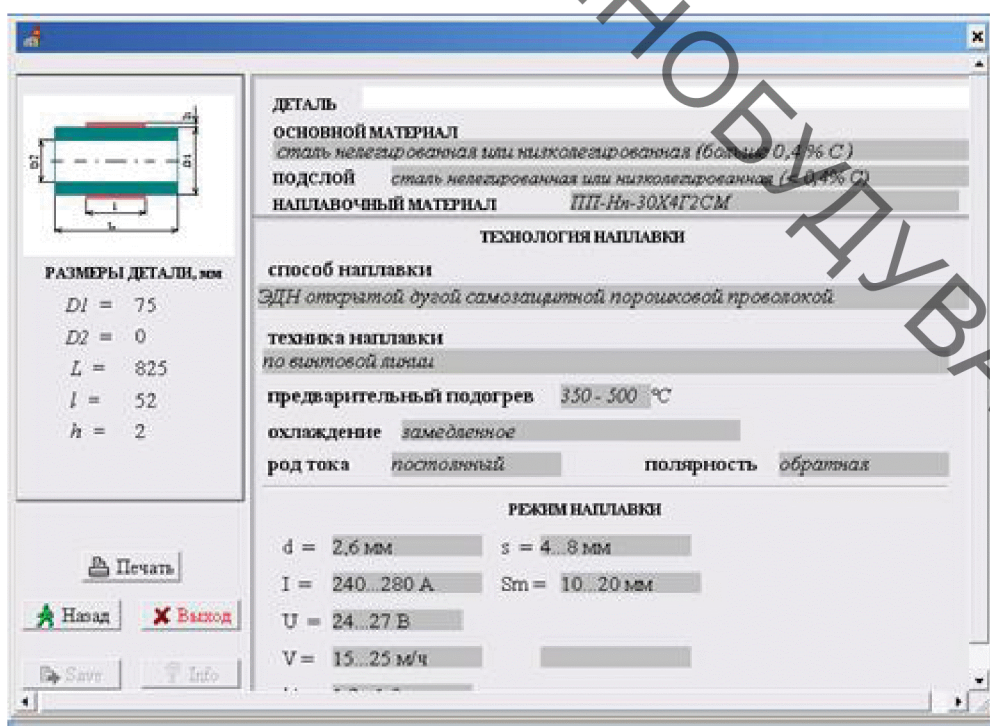 НОБУДУВА
D2
D1
l
L
РАЗМЕРЫ ДЕТАЛИ, мм
D1 = 75
D2 = 0
L = 825
l = 52
h = 2
Печать
Назад
Выход
Save
Info
ДЕТАЛЬ
ОСНОВНОЙ МАТЕРИАЛ
сталь нелегированная или низколегированная (больше 0,4 % С)
ПОДСЛОЙ сталь нелегированная или низколегированная (< 0,4% С)
НАПЛАВОЧНЫЙ МАТЕРИАЛ ПП-Нп-30Х4Г2СМ
ТЕХНОЛОГИЯ НАПЛАВКИ
способ наплавки
ЭДН открытой дугой самозащитной порошковой проволокой
техника наплавки
по винтовой линии
предварительный подогрев 350 - 500 °С
охлаждение замедленное
род тока постоянный полярность обратная
РЕЖИМ НАПЛАВКИ
d = 2,6 мм s = 4...8 мм
I = 240...280 А Sm = 10...20 мм
U = 24...27 В
V = 15...25 м/ч